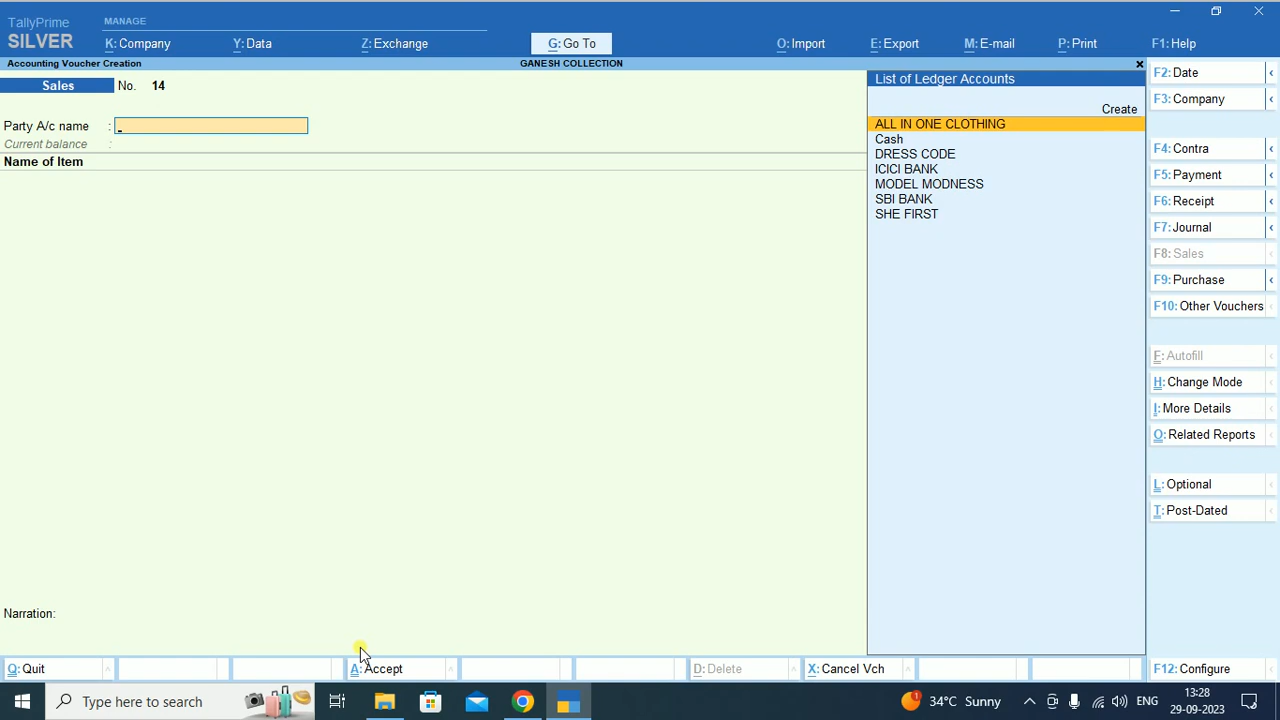 TallyPrime
MANAGE
SILVER
K: Company
Y: Data
Z: Exchange
G: Go To
O: Import
E: Export
M: E-mail
P: Print
F1: Help
Accounting Voucher Creation
GANESH COLLECTION
Sales No. 14
Party A/c name :
Current balance :
Name of Item
List of Ledger Accounts
Create
ALL IN ONE CLOTHING
Cash
DRESS CODE
ICICI BANK
MODEL MODNESS
SBI BANK
SHE FIRST
F2: Date
F3: Company
F4: Contra
F5: Payment
F6: Receipt
F7: Journal
F8: Sales
F9: Purchase
F10: Other Vouchers
F: Autofill
H: Change Mode
I: More Details
O: Related Reports
L: Optional
T: Post-Dated
Narration:
Q: Quit
A: Accept
D: Delete
X: Cancel Vch
F12: Configure
Type here to search
34°C Sunny
ENG
13:28
29-09-2023